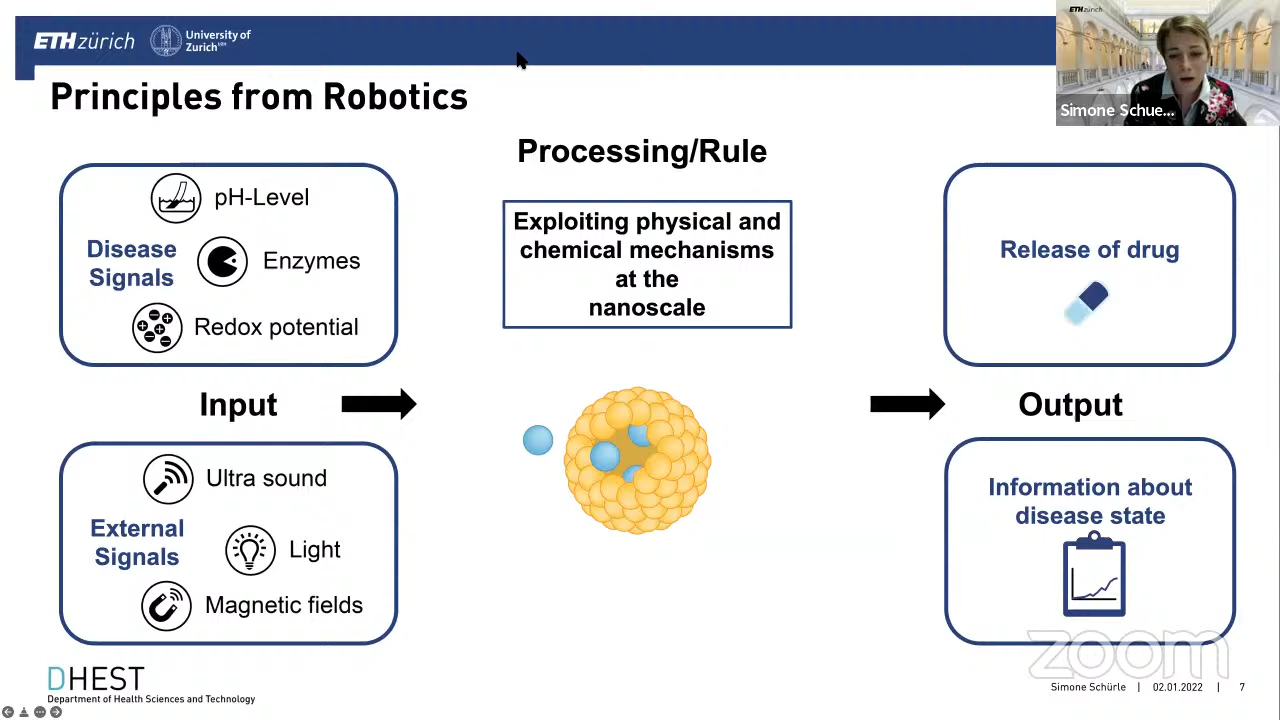 ETH zürich
University of
Zurich UZH
ETH zürich
Simone Schue...
Principles from Robotics
Processing/Rule
pH-Level
Disease
Signals
Enzymes
Redox potential
Exploiting physical and
chemical mechanisms
at the
nanoscale
Release of drug
Input
Output
Ultra sound
External
Signals
Light
Magnetic fields
Information about
disease state
zoom
DHEST
Department of Health Sciences and Technology
Simone Schürle | 02.01.2022 | 7